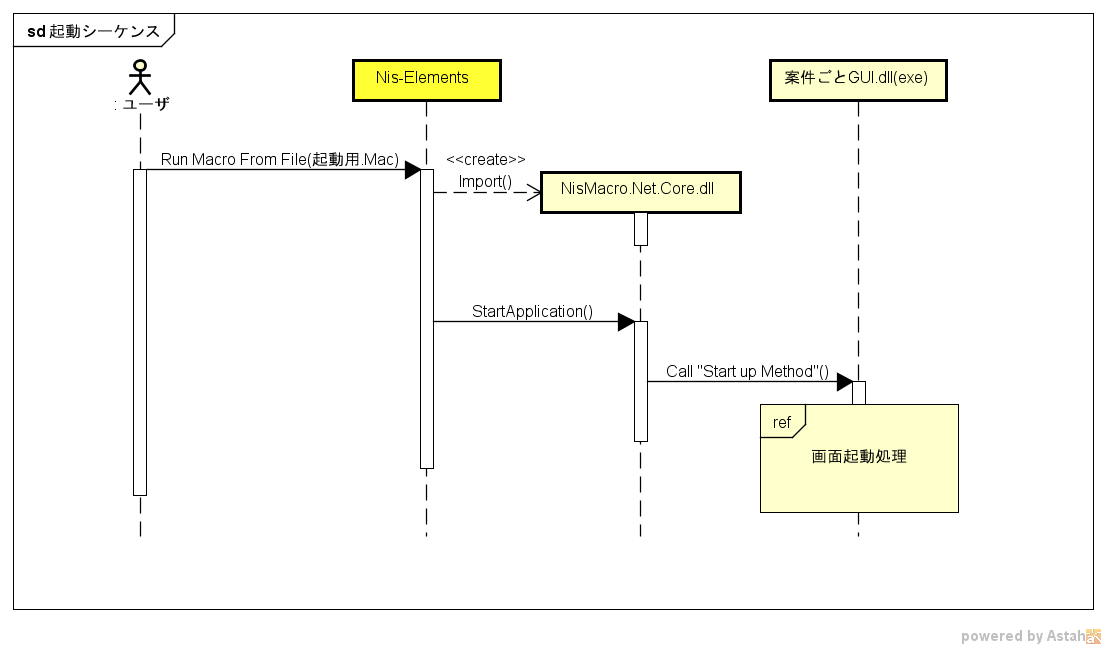 sd 起動シーケンス
: ユーザ
Nis-Elements
案件ごとGUI.dll(exe)
Run Macro From File(起動用.Mac)
<<create>>
Import()
NisMacro.Net.Core.dll
StartApplication()
Call "Start up Method"()
ref
画面起動処理
powered by Astah